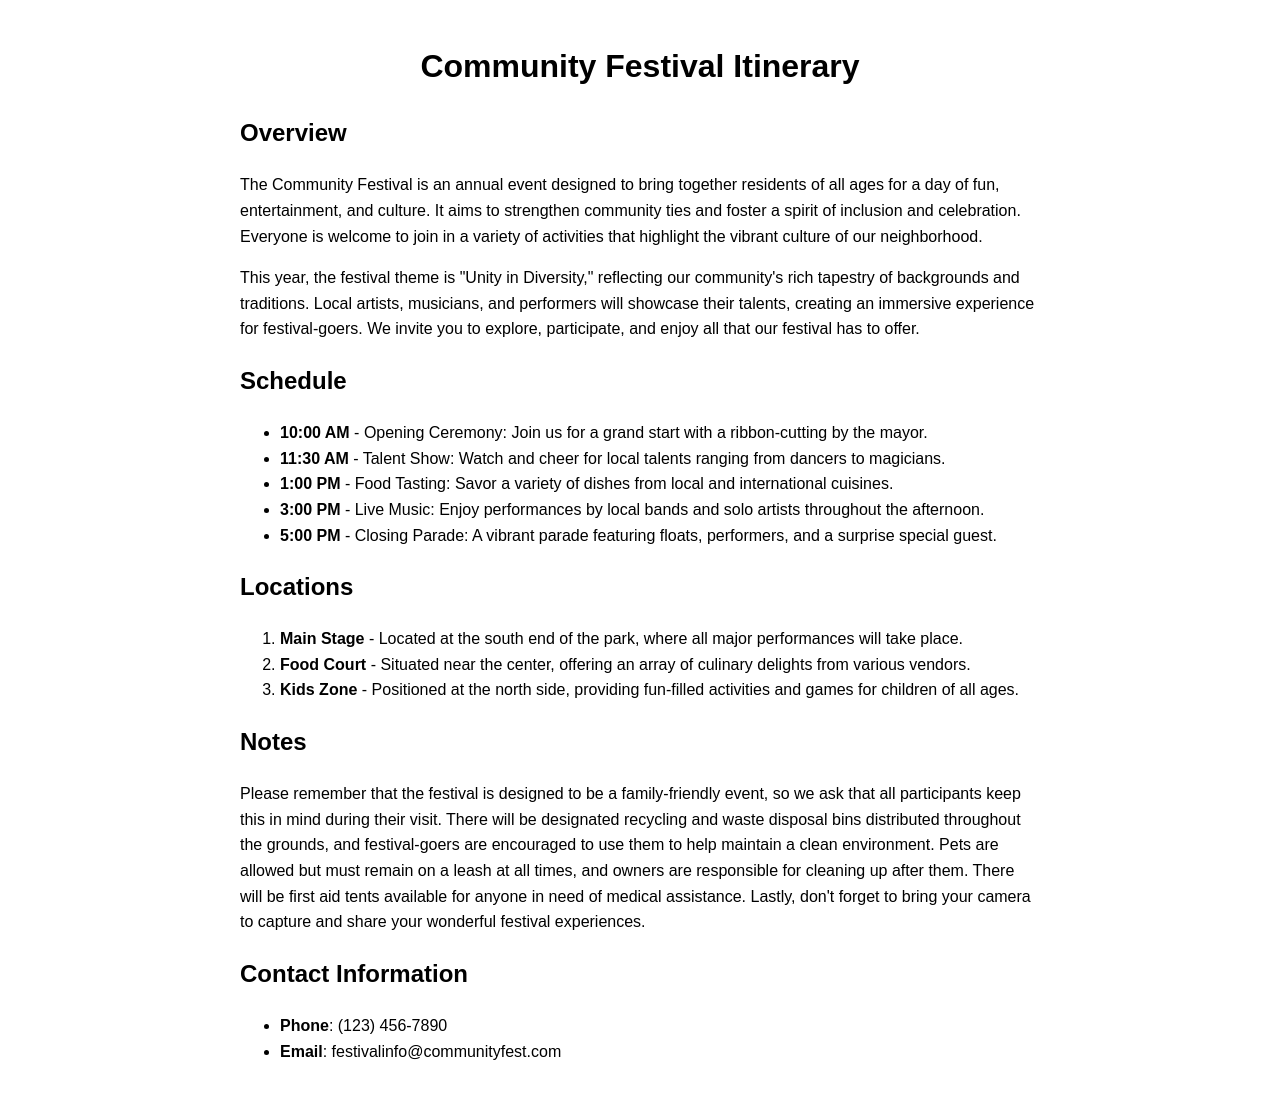 Community Festival Itinerary
Overview
The Community Festival is an annual event designed to bring together residents of all ages for a day of fun,
entertainment, and culture. It aims to strengthen community ties and foster a spirit of inclusion and celebration.
Everyone is welcome to join in a variety of activities that highlight the vibrant culture of our neighborhood.
This year, the festival theme is "Unity in Diversity," reflecting our community's rich tapestry of backgrounds and
traditions. Local artists, musicians, and performers will showcase their talents, creating an immersive experience
for festival-goers. We invite you to explore, participate, and enjoy all that our festival has to offer.
Schedule
• 10:00 AM - Opening Ceremony: Join us for a grand start with a ribbon-cutting by the mayor.
• 11:30 AM - Talent Show: Watch and cheer for local talents ranging from dancers to magicians.
• 1:00 PM - Food Tasting: Savor a variety of dishes from local and international cuisines.
• 3:00 PM - Live Music: Enjoy performances by local bands and solo artists throughout the afternoon.
• 5:00 PM - Closing Parade: A vibrant parade featuring floats, performers, and a surprise special guest.
Locations
1. Main Stage - Located at the south end of the park, where all major performances will take place.
2. Food Court - Situated near the center, offering an array of culinary delights from various vendors.
3. Kids Zone - Positioned at the north side, providing fun-filled activities and games for children of all ages.
Notes
Please remember that the festival is designed to be a family-friendly event, so we ask that all participants keep
this in mind during their visit. There will be designated recycling and waste disposal bins distributed throughout
the grounds, and festival-goers are encouraged to use them to help maintain a clean environment. Pets are
allowed but must remain on a leash at all times, and owners are responsible for cleaning up after them. There
will be first aid tents available for anyone in need of medical assistance. Lastly, don't forget to bring your camera
to capture and share your wonderful festival experiences.
Contact Information
• Phone: (123) 456-7890
• Email: festivalinfo@communityfest.com